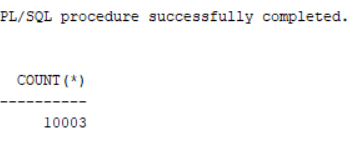 PL/SQL procedure successfully completed.
COUNT(*)
----------
10003